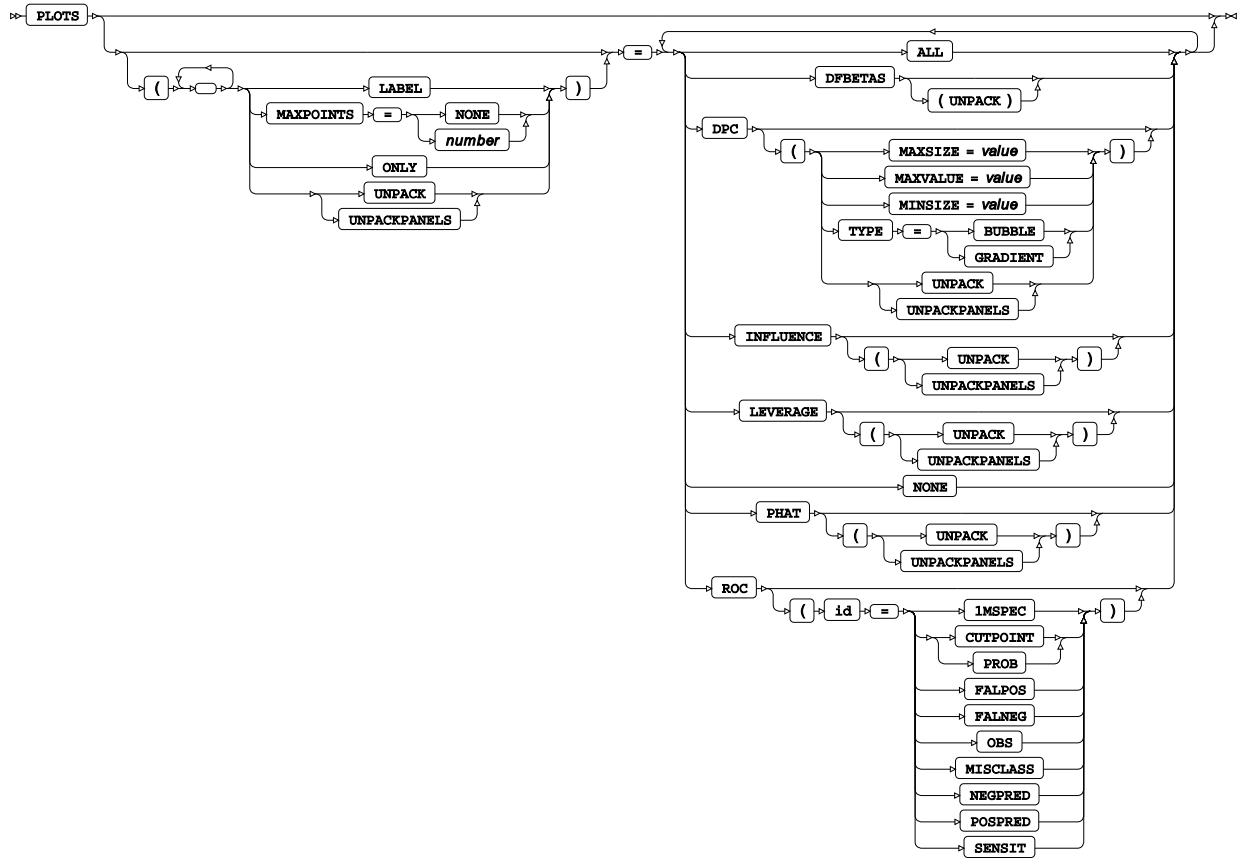 PLOTS
=
ALL
( LABEL )
DFBETAS
( UNPACK )
MAXPOINTS = NONE
number
DPC
( MAXSIZE = value )
ONLY
MAXVALUE = value
UNPACK
MINSIZE = value
UNPACKPANELS
TYPE = BUBBLE
GRADIENT
UNPACK
UNPACKPANELS
INFLUENCE
( UNPACK )
UNPACKPANELS
LEVERAGE
( UNPACK )
UNPACKPANELS
NONE
PHAT
( UNPACK )
UNPACKPANELS
ROC
( id = 1MSPEC )
CUTPOINT
PROB
FALPOS
FALNEG
OBS
MISCLASS
NEGPRED
POSPRED
SENSIT